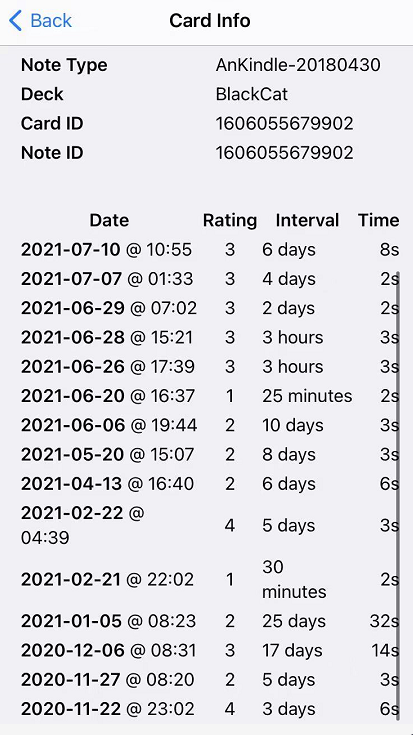 Back Card Info
Note Type AnKindle-20180430
Deck BlackCat
Card ID 1606055679902
Note ID 1606055679902
Date Rating Interval Time
2021-07-10 @ 10:55 3 6 days 8s
2021-07-07 @ 01:33 3 4 days 2s
2021-06-29 @ 07:02 3 2 days 2s
2021-06-28 @ 15:21 3 3 hours 3s
2021-06-26 @ 17:39 3 3 hours 3s
2021-06-20 @ 16:37 1 25 minutes 2s
2021-06-06 @ 19:44 2 10 days 3s
2021-05-20 @ 15:07 2 8 days 3s
2021-04-13 @ 16:40 2 6 days 6s
2021-02-22 @
04:39 4 5 days 3s
2021-02-21 @ 22:02 1 30
minutes 2s
2021-01-05 @ 08:23 2 25 days 32s
2020-12-06 @ 08:31 3 17 days 14s
2020-11-27 @ 08:20 2 5 days 3s
2020-11-22 @ 23:02 4 3 days 6s